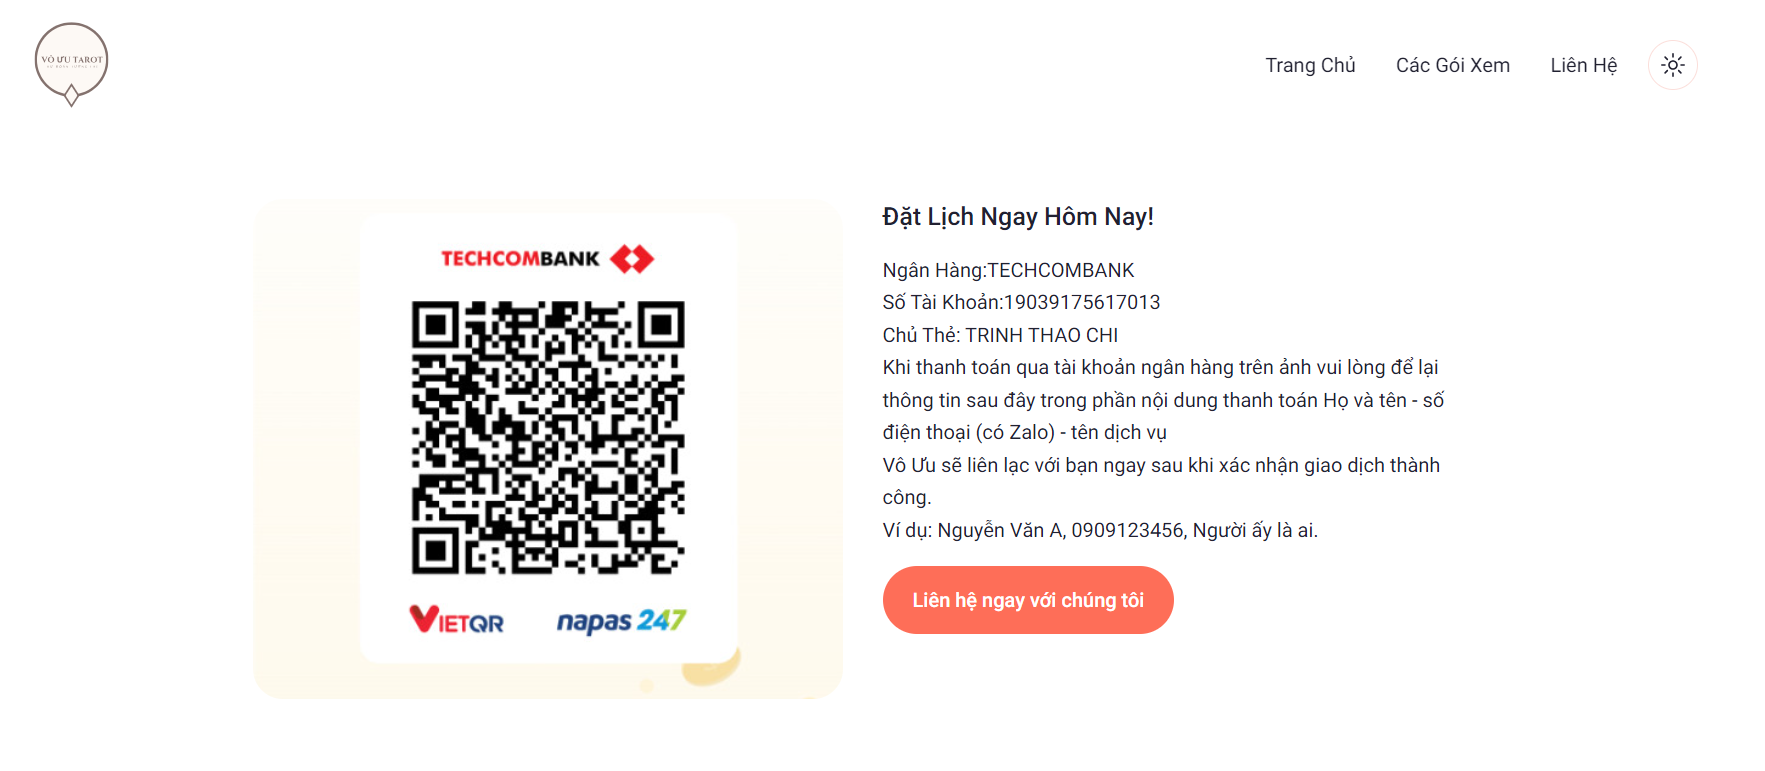 VÔ ƯU TAROT
Trang Chủ
Các Gói Xem
Liên Hệ
TECHCOMBANK
VIETQR
napas 247
Đặt Lịch Ngay Hôm Nay!
Ngân Hàng:TECHCOMBANK
Số Tài Khoản:19039175617013
Chủ Thẻ: TRINH THAO CHI
Khi thanh toán qua tài khoản ngân hàng trên ảnh vui lòng để lại
thông tin sau đây trong phần nội dung thanh toán Họ và tên - số
điện thoại (có Zalo) - tên dịch vụ
Vô Ưu sẽ liên lạc với bạn ngay sau khi xác nhận giao dịch thành
công.
Ví dụ: Nguyễn Văn A, 0909123456, Người ấy là ai.
Liên hệ ngay với chúng tôi